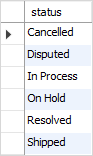 status
Cancelled
Disputed
In Process
On Hold
Resolved
Shipped